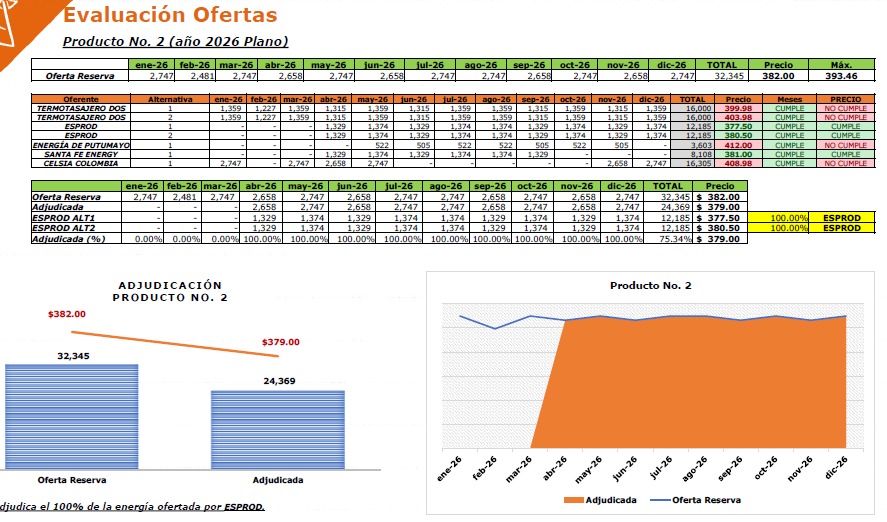 Evaluación Ofertas
Producto No. 2 (año 2026 Plano)
ene-26 feb-26 mar-26 abr-26 may-26 jun-26 jul-26 ago-26 sep-26 oct-26 nov-26 dic-26 TOTAL Precio Máx.
Oferta Reserva 2,747 2,481 2,747 2,658 2,747 2,658 2,747 2,747 2,658 2,747 2,658 2,747 32,345 382.00 393.46
Oferente Alternativa ene-26 feb-26 mar-26 abr-26 may-26 jun-26 jul-26 ago-26 sep-26 oct-26 nov-26 dic-26 TOTAL Precio Meses PRECIO
TERMOTASAJERO DOS 1 1,359 1,227 1,359 1,315 1,359 1,315 1,359 1,359 1,315 1,359 1,315 1,359 16,000 399.98 CUMPLE NO CUMPLE
TERMOTASAJERO DOS 2 1,359 1,227 1,359 1,315 1,359 1,315 1,359 1,359 1,315 1,359 1,315 1,359 16,000 403.98 CUMPLE NO CUMPLE
ESPROD 1 - - - 1,329 1,374 1,329 1,374 1,374 1,329 1,374 1,329 1,374 12,185 377.50 CUMPLE CUMPLE
ESPROD 2 - - - 1,329 1,374 1,329 1,374 1,374 1,329 1,374 1,329 1,374 12,185 380.50 CUMPLE CUMPLE
ENERGÍA DE PUTUMAYO 1 - - - - 522 505 522 522 505 522 505 - 3,603 412.00 NO CUMPLE NO CUMPLE
SANTA FE ENERGY 1 - - - 1,329 1,374 1,329 1,374 1,374 1,329 - - - 8,108 381.00 CUMPLE CUMPLE
CELSIA COLOMBIA 1 2,747 - 2,747 2,658 2,747 - - - - - 2,658 2,747 16,305 408.98 CUMPLE NO CUMPLE
ene-26 feb-26 mar-26 abr-26 may-26 jun-26 jul-26 ago-26 sep-26 oct-26 nov-26 dic-26 TOTAL Precio
Oferta Reserva 2,747 2,481 2,747 2,658 2,747 2,658 2,747 2,747 2,658 2,747 2,658 2,747 32,345 $ 382.00
Adjudicada - - - 2,658 2,747 2,658 2,747 2,747 2,658 2,747 2,658 2,747 24,369 $ 379.00
ESPROD ALT1 - - - 1,329 1,374 1,329 1,374 1,374 1,329 1,374 1,329 1,374 12,185 $ 377.50 100.00% ESPROD
ESPROD ALT2 - - - 1,329 1,374 1,329 1,374 1,374 1,329 1,374 1,329 1,374 12,185 $ 380.50 100.00% ESPROD
Adjudicada (%) 0.00% 0.00% 0.00% 100.00% 100.00% 100.00% 100.00% 100.00% 100.00% 100.00% 100.00% 100.00% 75.34% $ 379.00
ADJUDICACIÓN
PRODUCTO NO. 2
$382.00
$379.00
32,345
24,369
Oferta Reserva Adjudicada
Producto No. 2
ene-26 feb-26 mar-26 abr-26 may-26 jun-26 jul-26 ago-26 sep-26 oct-26 nov-26 dic-26
Adjudicada Oferta Reserva
djudica el 100% de la energía ofertada por ESPROD.